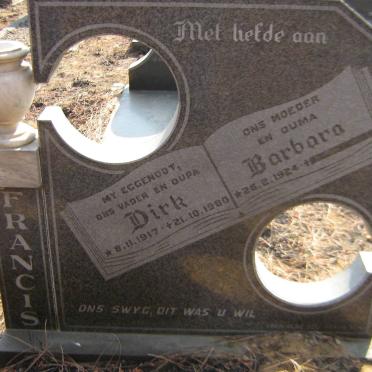 Met liefde aan
MY EGGENOOT,
ONS VADER EN OUPA
Dirk
*8.11.1917 - †21.10.1980
ONS MOEDER
EN OUMA
Barbara
*26.2.1924 - †
FRANCIS
ONS SWYG, DIT WAS U WIL